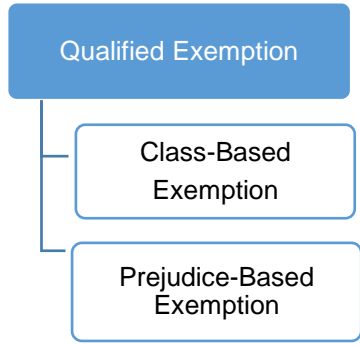 Qualified Exemption
Class-Based
Exemption
Prejudice-Based
Exemption